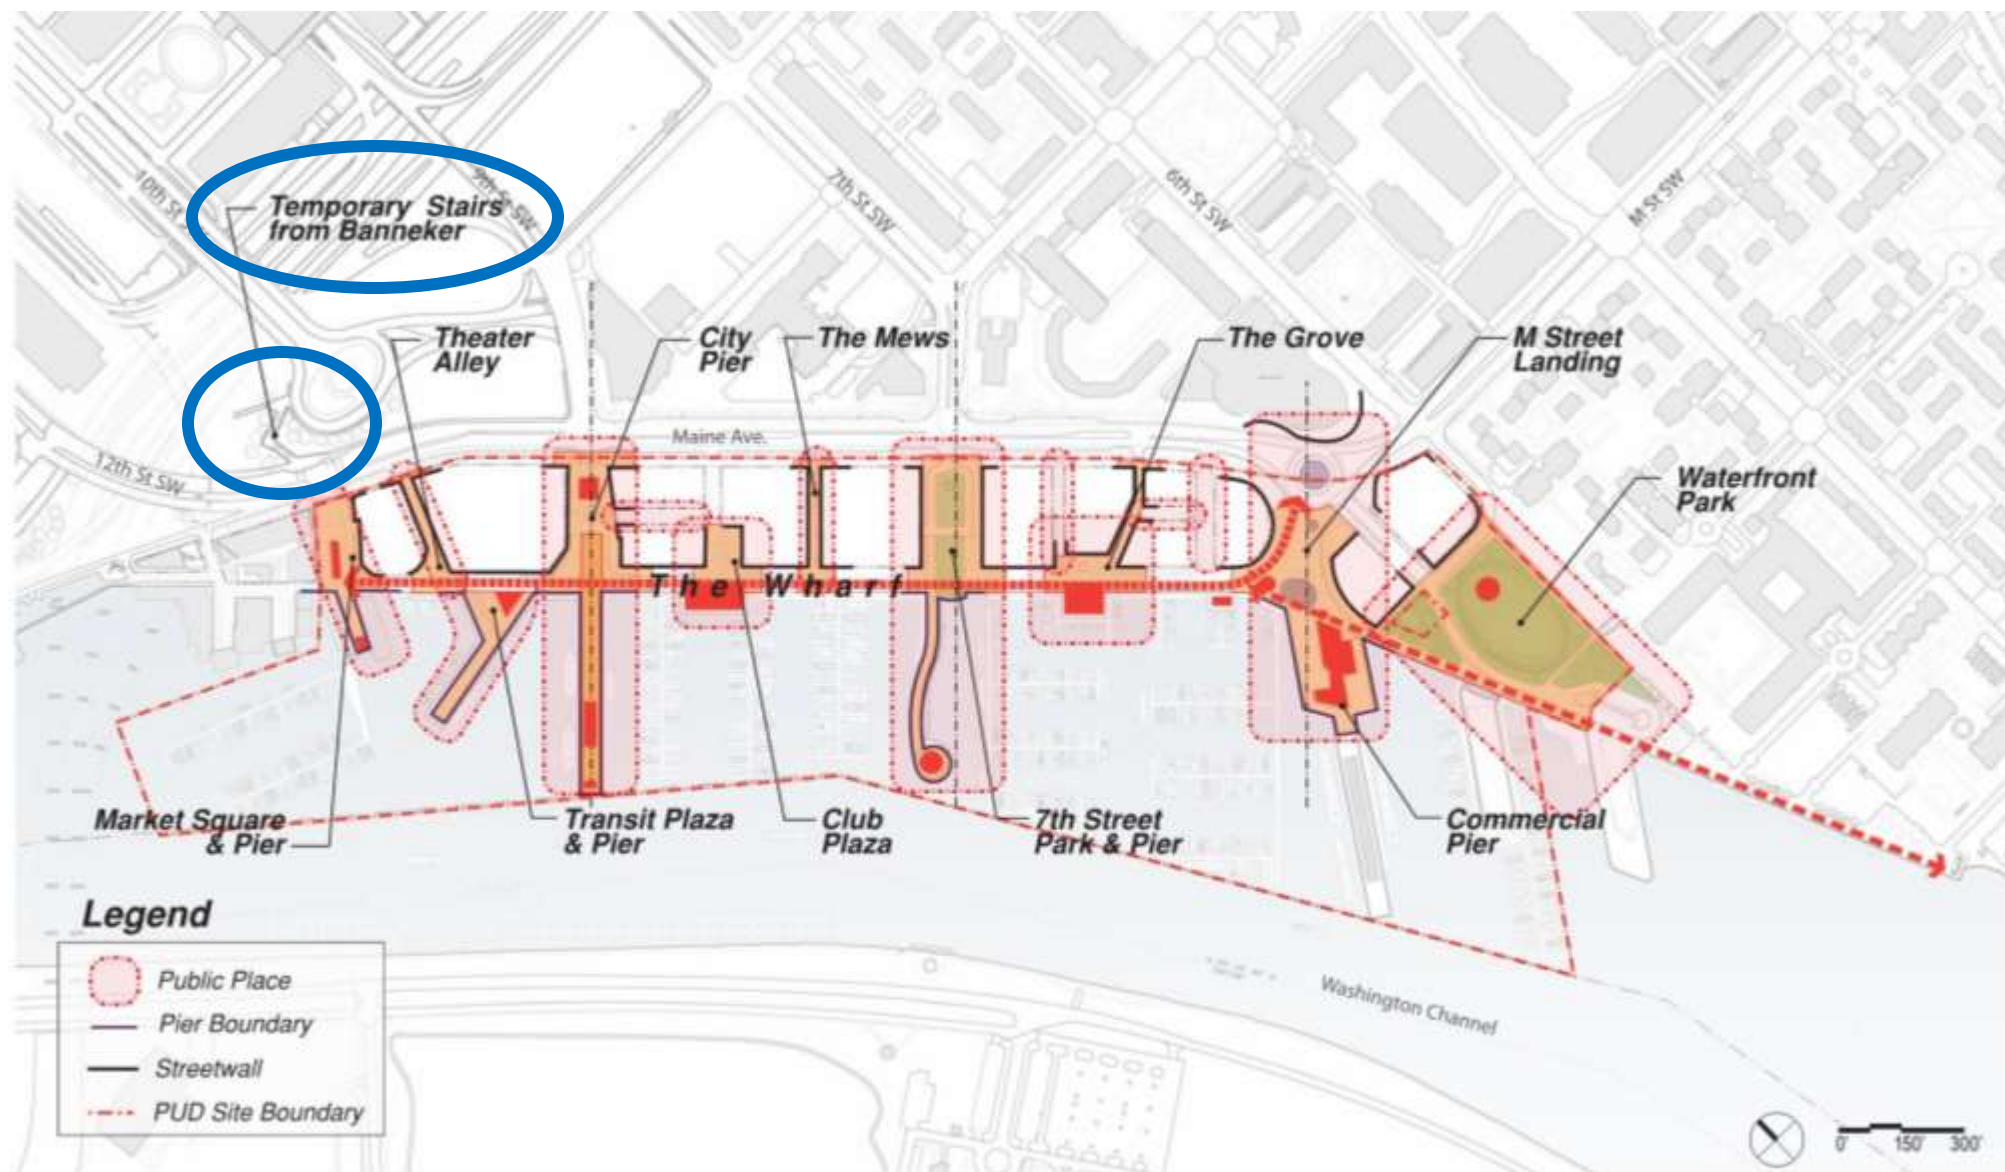 10th St
9th St SW
7th St SW
6th St SW
M St SW
Temporary Stairs
from Banneker
Theater
Alley
City
Pier
The Mews
The Grove
M Street
Landing
Maine Ave.
12th St SW
Waterfront
Park
The Wharf
Market Square
& Pier
Transit Plaza
& Pier
Club
Plaza
7th Street
Park & Pier
Commercial
Pier
Legend
Public Place
Pier Boundary
Streetwall
PUD Site Boundary
Washington Channel
0' 150' 300'